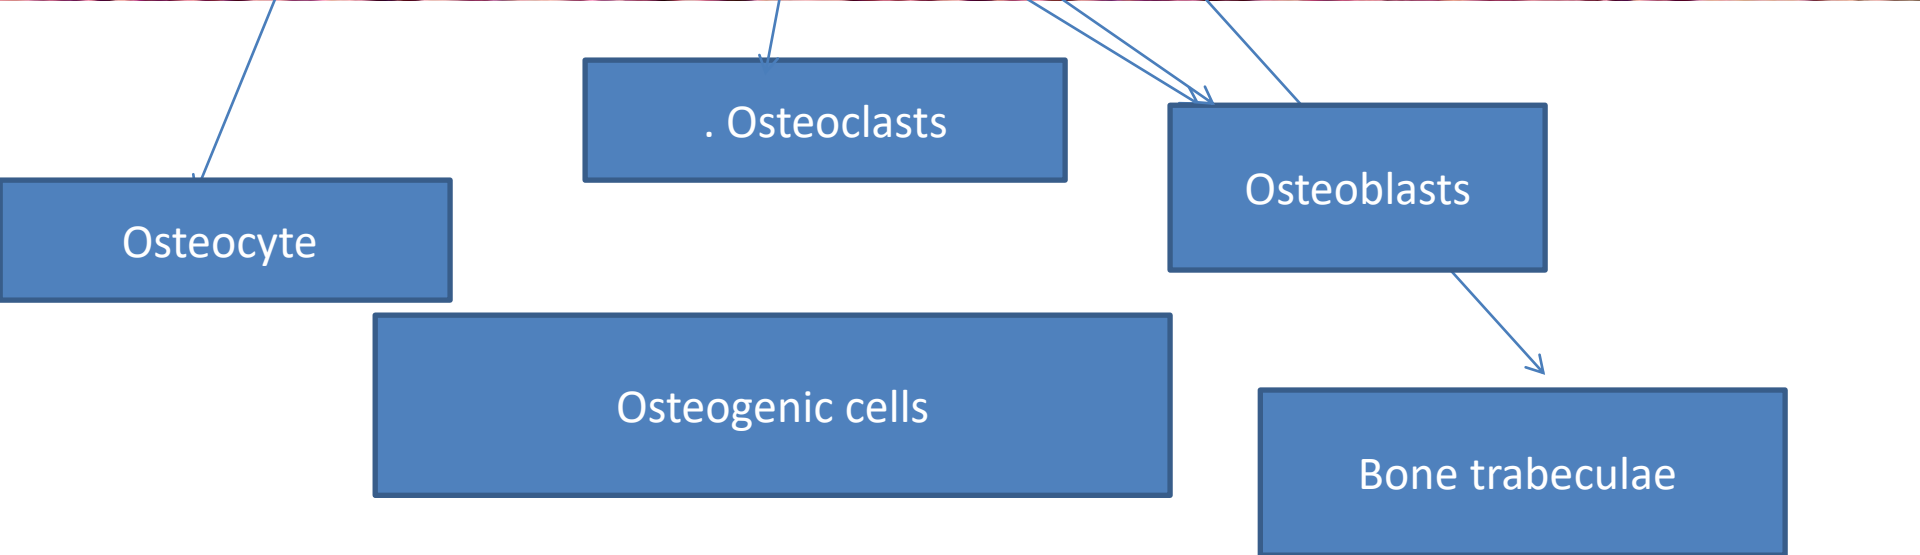 . Osteoclasts
Osteoblasts
Osteocyte
Osteogenic cells
Bone trabeculae